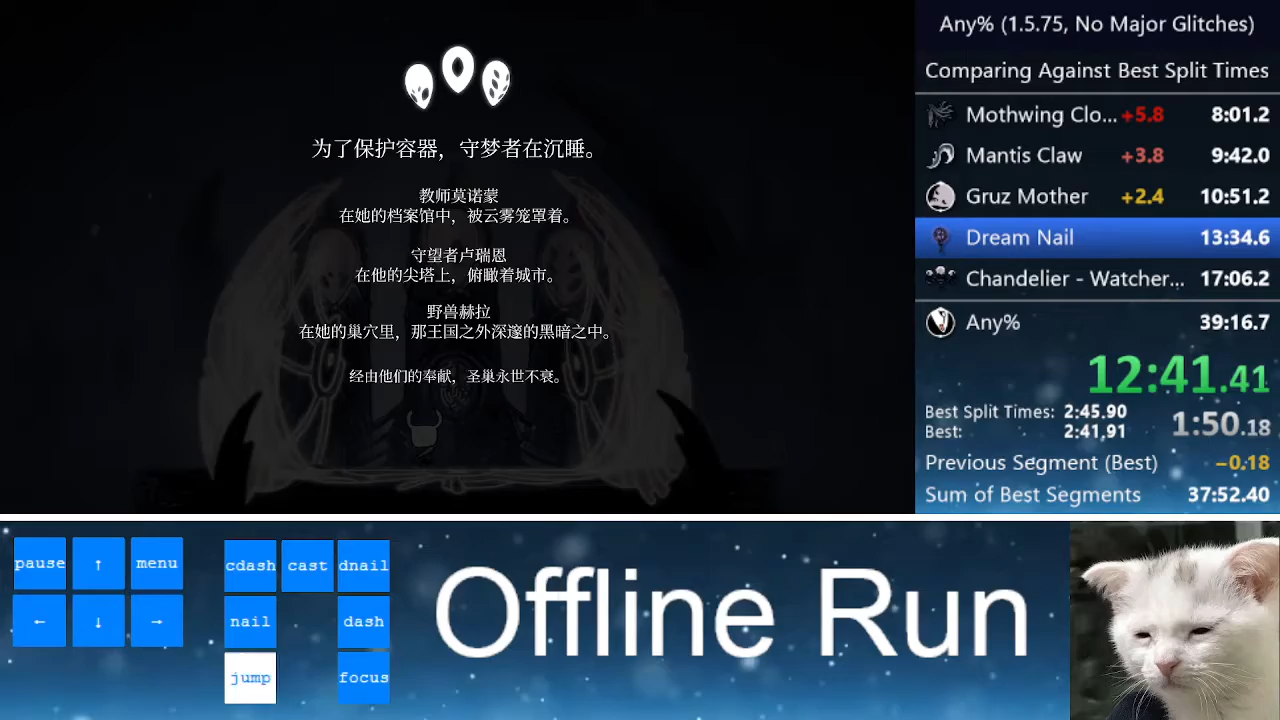 为了保护容器，守梦者在沉睡。
教师莫诺蒙
在她的档案馆中，被云雾笼罩着。
守望者卢瑞恩
在他的尖塔上，俯瞰着城市。
野兽赫拉
在她的巢穴里，那王国之外深邃的黑暗之中。
经由他们的奉献，圣巢永世不衰。
Any% (1.5.75, No Major Glitches)
Comparing Against Best Split Times
Mothwing Clo... +5.8 8:01.2
Mantis Claw +3.8 9:42.0
Gruz Mother +2.4 10:51.2
Dream Nail 13:34.6
Chandelier - Watcher... 17:06.2
Any% 39:16.7
12:41.41
Best Split Times: 2:45.90
Best: 2:41.91
1:50.18
Previous Segment (Best) -0.18
Sum of Best Segments 37:52.40
pause ↑ menu
← ↓ →
cdash cast dnail
nail dash
jump focus
Offline Run